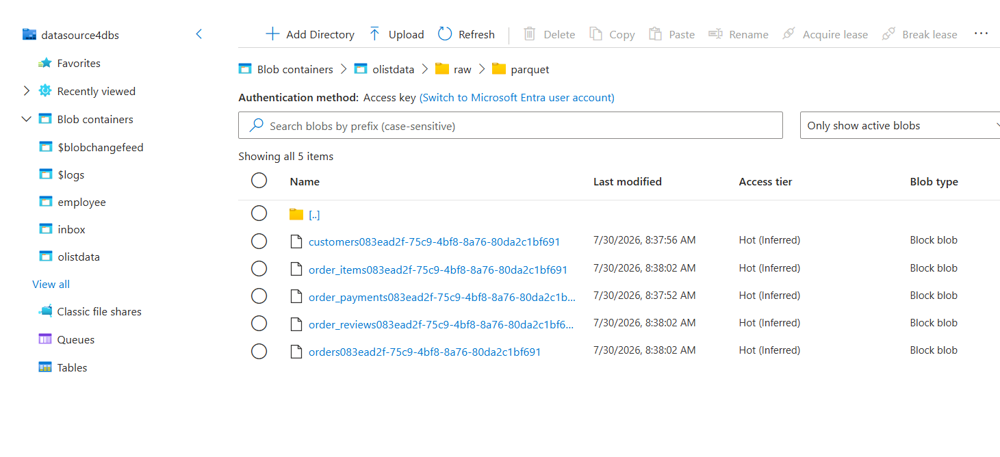 datasource4dbs
Favorites
Recently viewed
Blob containers
$blobchangefeed
$logs
employee
inbox
olistdata
View all
Classic file shares
Queues
Tables
Add Directory Upload Refresh Delete Copy Paste Rename Acquire lease Break lease ...
Blob containers > olistdata > raw > parquet
Authentication method: Access key (Switch to Microsoft Entra user account)
Search blobs by prefix (case-sensitive) Only show active blobs
Showing all 5 items
Name Last modified Access tier Blob type
[..]
customers083ead2f-75c9-4bf8-8a76-80da2c1bf691 7/30/2026, 8:37:56 AM Hot (Inferred) Block blob
order_items083ead2f-75c9-4bf8-8a76-80da2c1bf691 7/30/2026, 8:38:02 AM Hot (Inferred) Block blob
order_payments083ead2f-75c9-4bf8-8a76-80da2c1b... 7/30/2026, 8:37:52 AM Hot (Inferred) Block blob
order_reviews083ead2f-75c9-4bf8-8a76-80da2c1bf6... 7/30/2026, 8:38:02 AM Hot (Inferred) Block blob
orders083ead2f-75c9-4bf8-8a76-80da2c1bf691 7/30/2026, 8:38:02 AM Hot (Inferred) Block blob